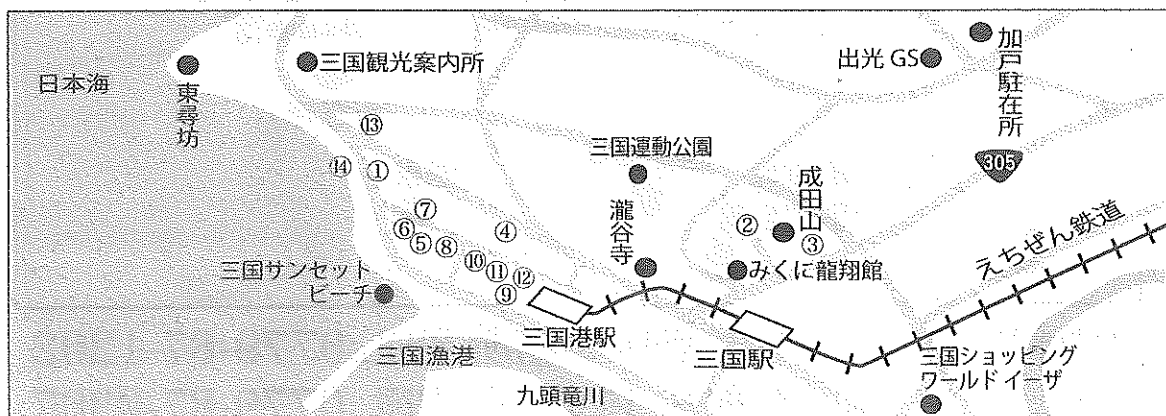 日本海
東尋坊
三国観光案内所
出光 GS
加戸駐在所
305
⑬
⑭
①
三国運動公園
成田山
瀧谷寺
②
③
⑦
⑥
⑤
⑧
④
⑩
⑪
⑫
⑨
みくに龍翔館
えちぜん鉄道
三国サンセット
ビーチ
三国港駅
三国駅
三国漁港
九頭竜川
三国ショッピング
ワールド イーザ